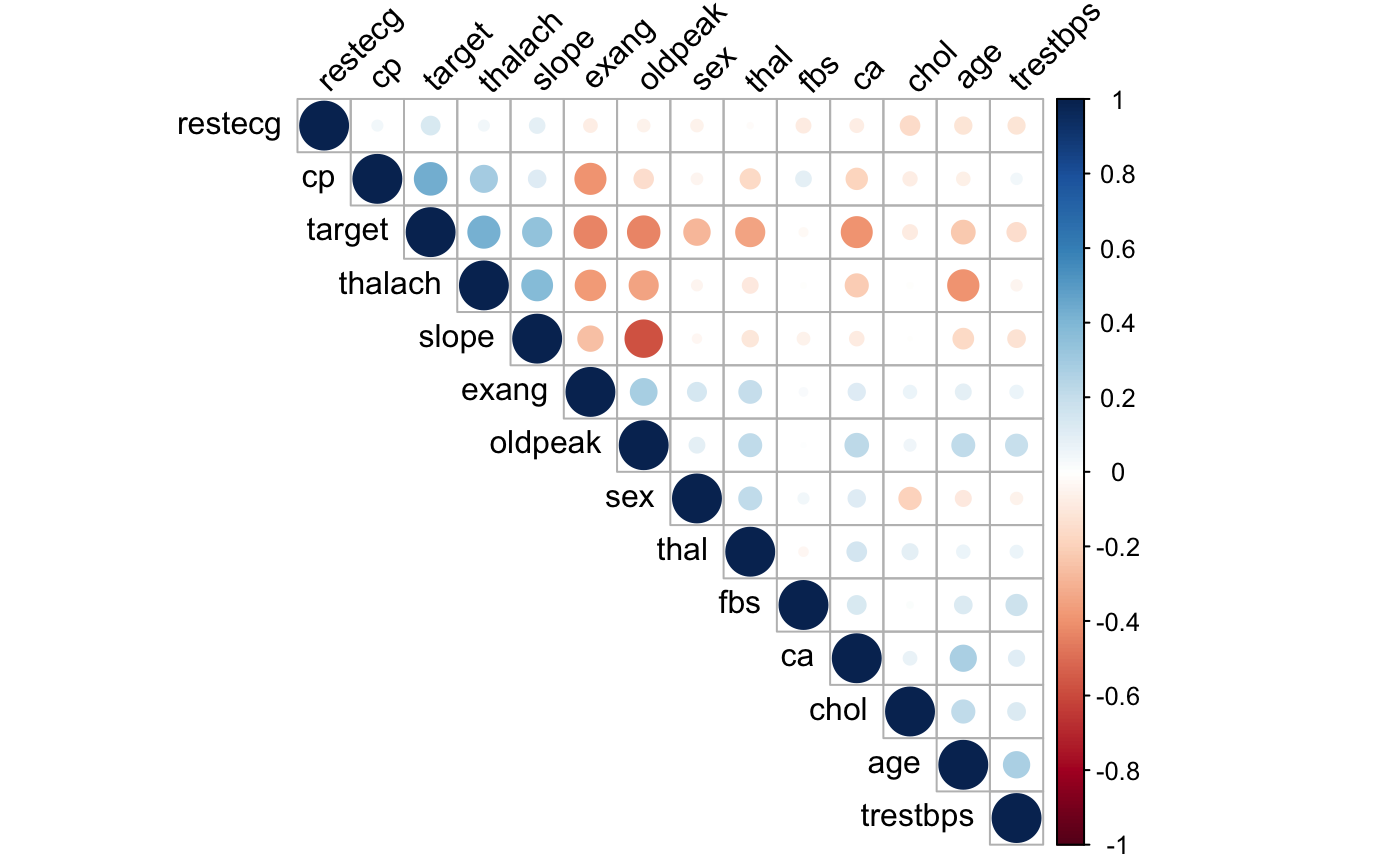 restecg
cp
target
thalach
slope
exang
oldpeak
sex
thal
fbs
ca
chol
age
trestbps
restecg
cp
target
thalach
slope
exang
oldpeak
sex
thal
fbs
ca
chol
age
trestbps
1
0.8
0.6
0.4
0.2
0
-0.2
-0.4
-0.6
-0.8
-1